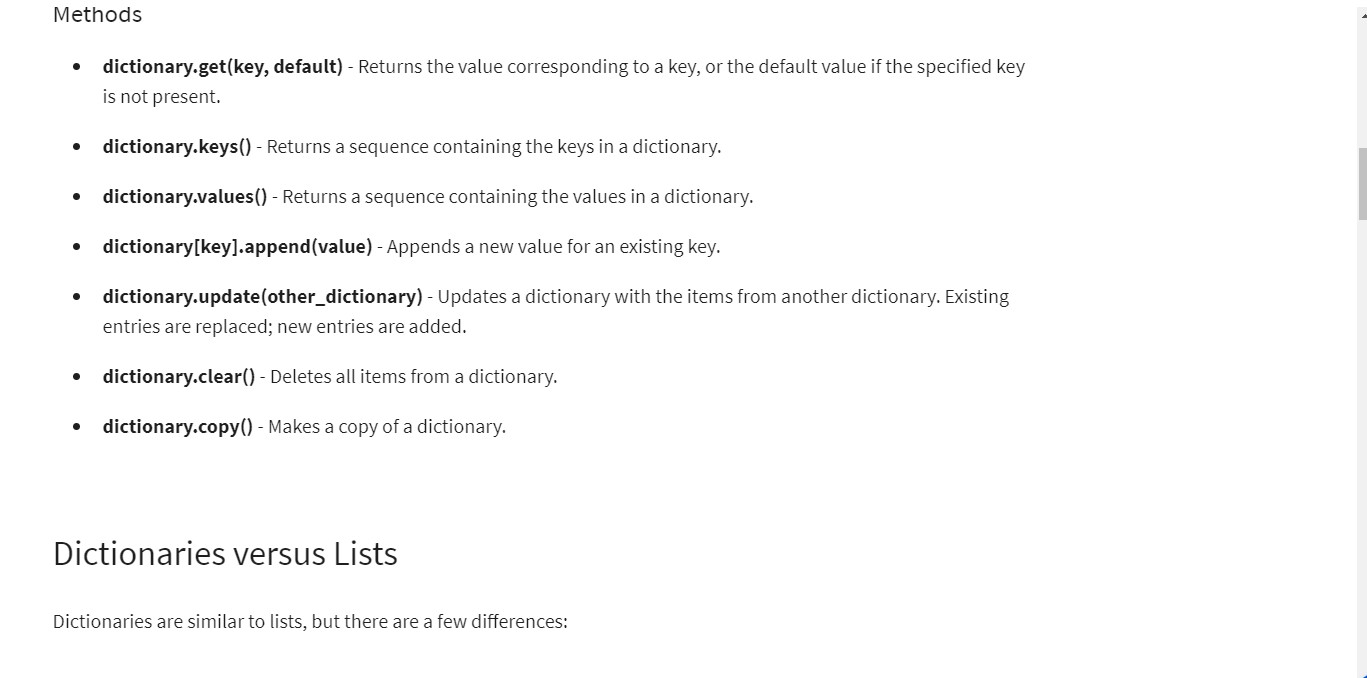 Methods
• dictionary.get(key, default) - Returns the value corresponding to a key, or the default value if the specified key
is not present.
• dictionary.keys() - Returns a sequence containing the keys in a dictionary.
• dictionary.values() - Returns a sequence containing the values in a dictionary.
• dictionary[key].append(value) - Appends a new value for an existing key.
• dictionary.update(other_dictionary) - Updates a dictionary with the items from another dictionary. Existing
entries are replaced; new entries are added.
• dictionary.clear() - Deletes all items from a dictionary.
• dictionary.copy() - Makes a copy of a dictionary.
Dictionaries versus Lists
Dictionaries are similar to lists, but there are a few differences: